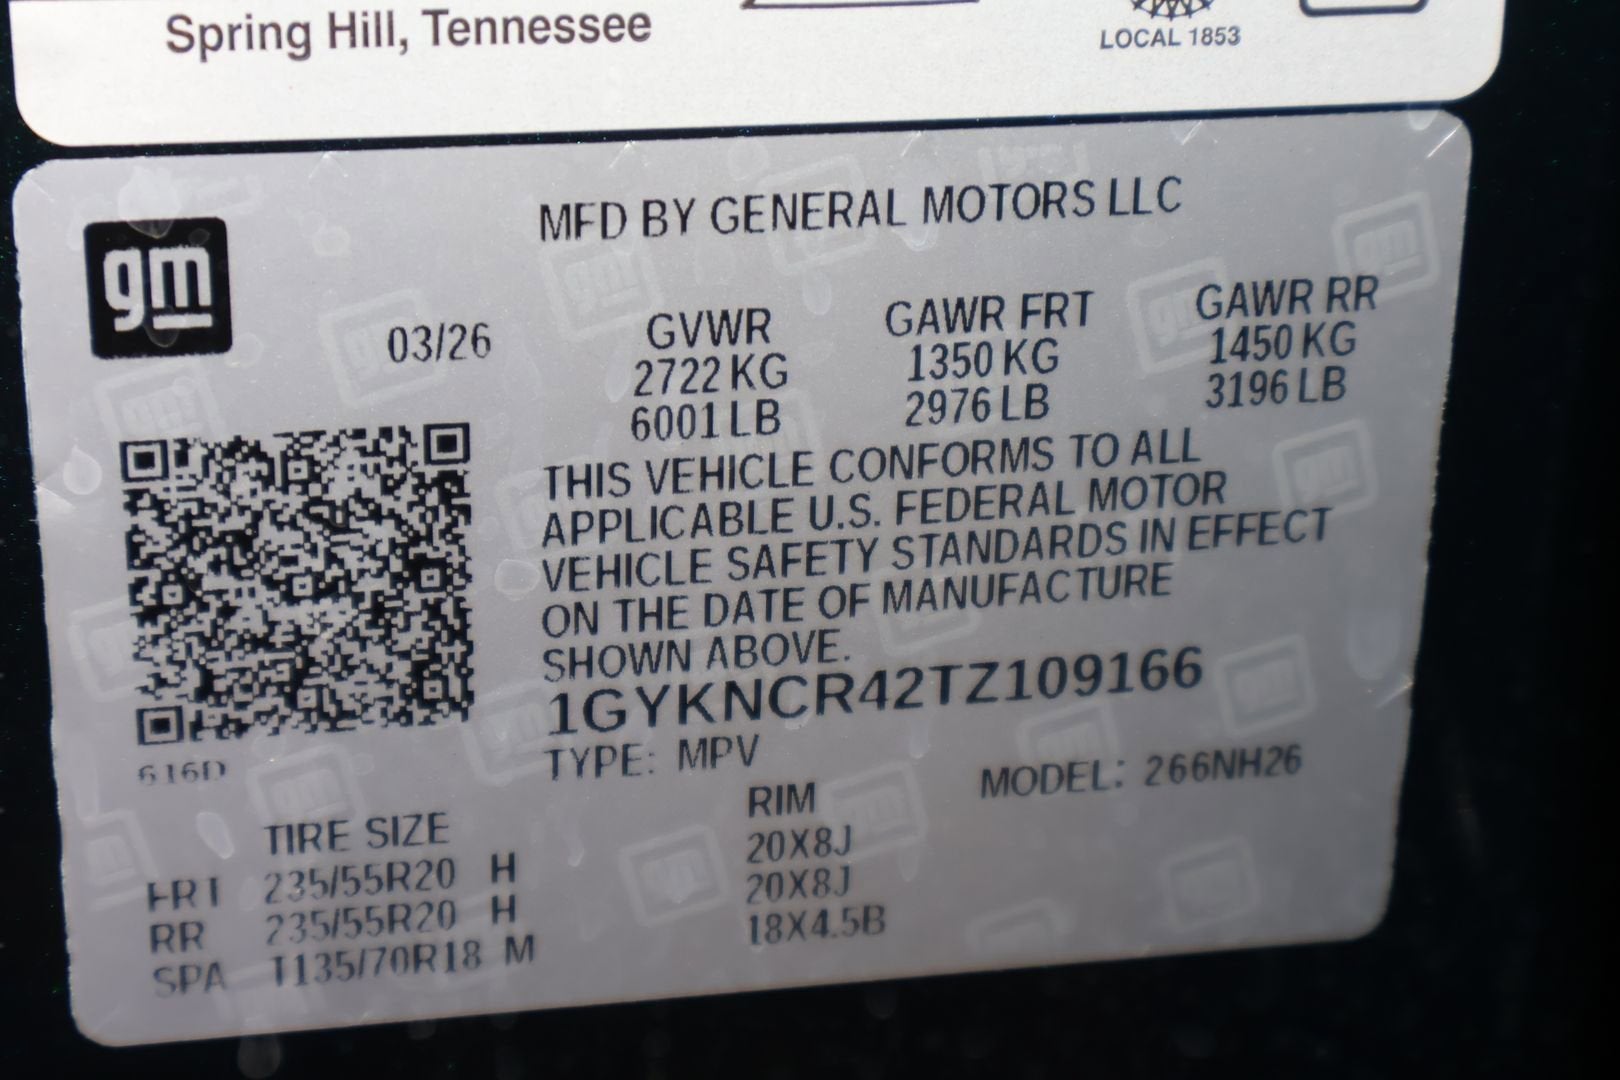 Spring Hill, Tennessee
LOCAL 1853
gm
MFD BY GENERAL MOTORS LLC
03/26
GVWR GAWR FRT GAWR RR
2722 KG 1350 KG 1450 KG
6001 LB 2976 LB 3196 LB
THIS VEHICLE CONFORMS TO ALL
APPLICABLE U.S. FEDERAL MOTOR
VEHICLE SAFETY STANDARDS IN EFFECT
ON THE DATE OF MANUFACTURE
SHOWN ABOVE.
1GYKNCR42TZ109166
TYPE: MPV MODEL: 266NH26
616D
TIRE SIZE RIM
FRT 235/55R20 H 20X8J
RR 235/55R20 H 20X8J
SPA T135/70R18 M 18X4.5B